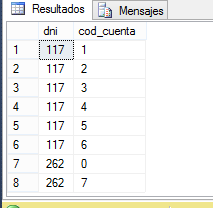 Resultados Mensajes
dni cod_cuenta
1 117 1
2 117 2
3 117 3
4 117 4
5 117 5
6 117 6
7 262 0
8 262 7